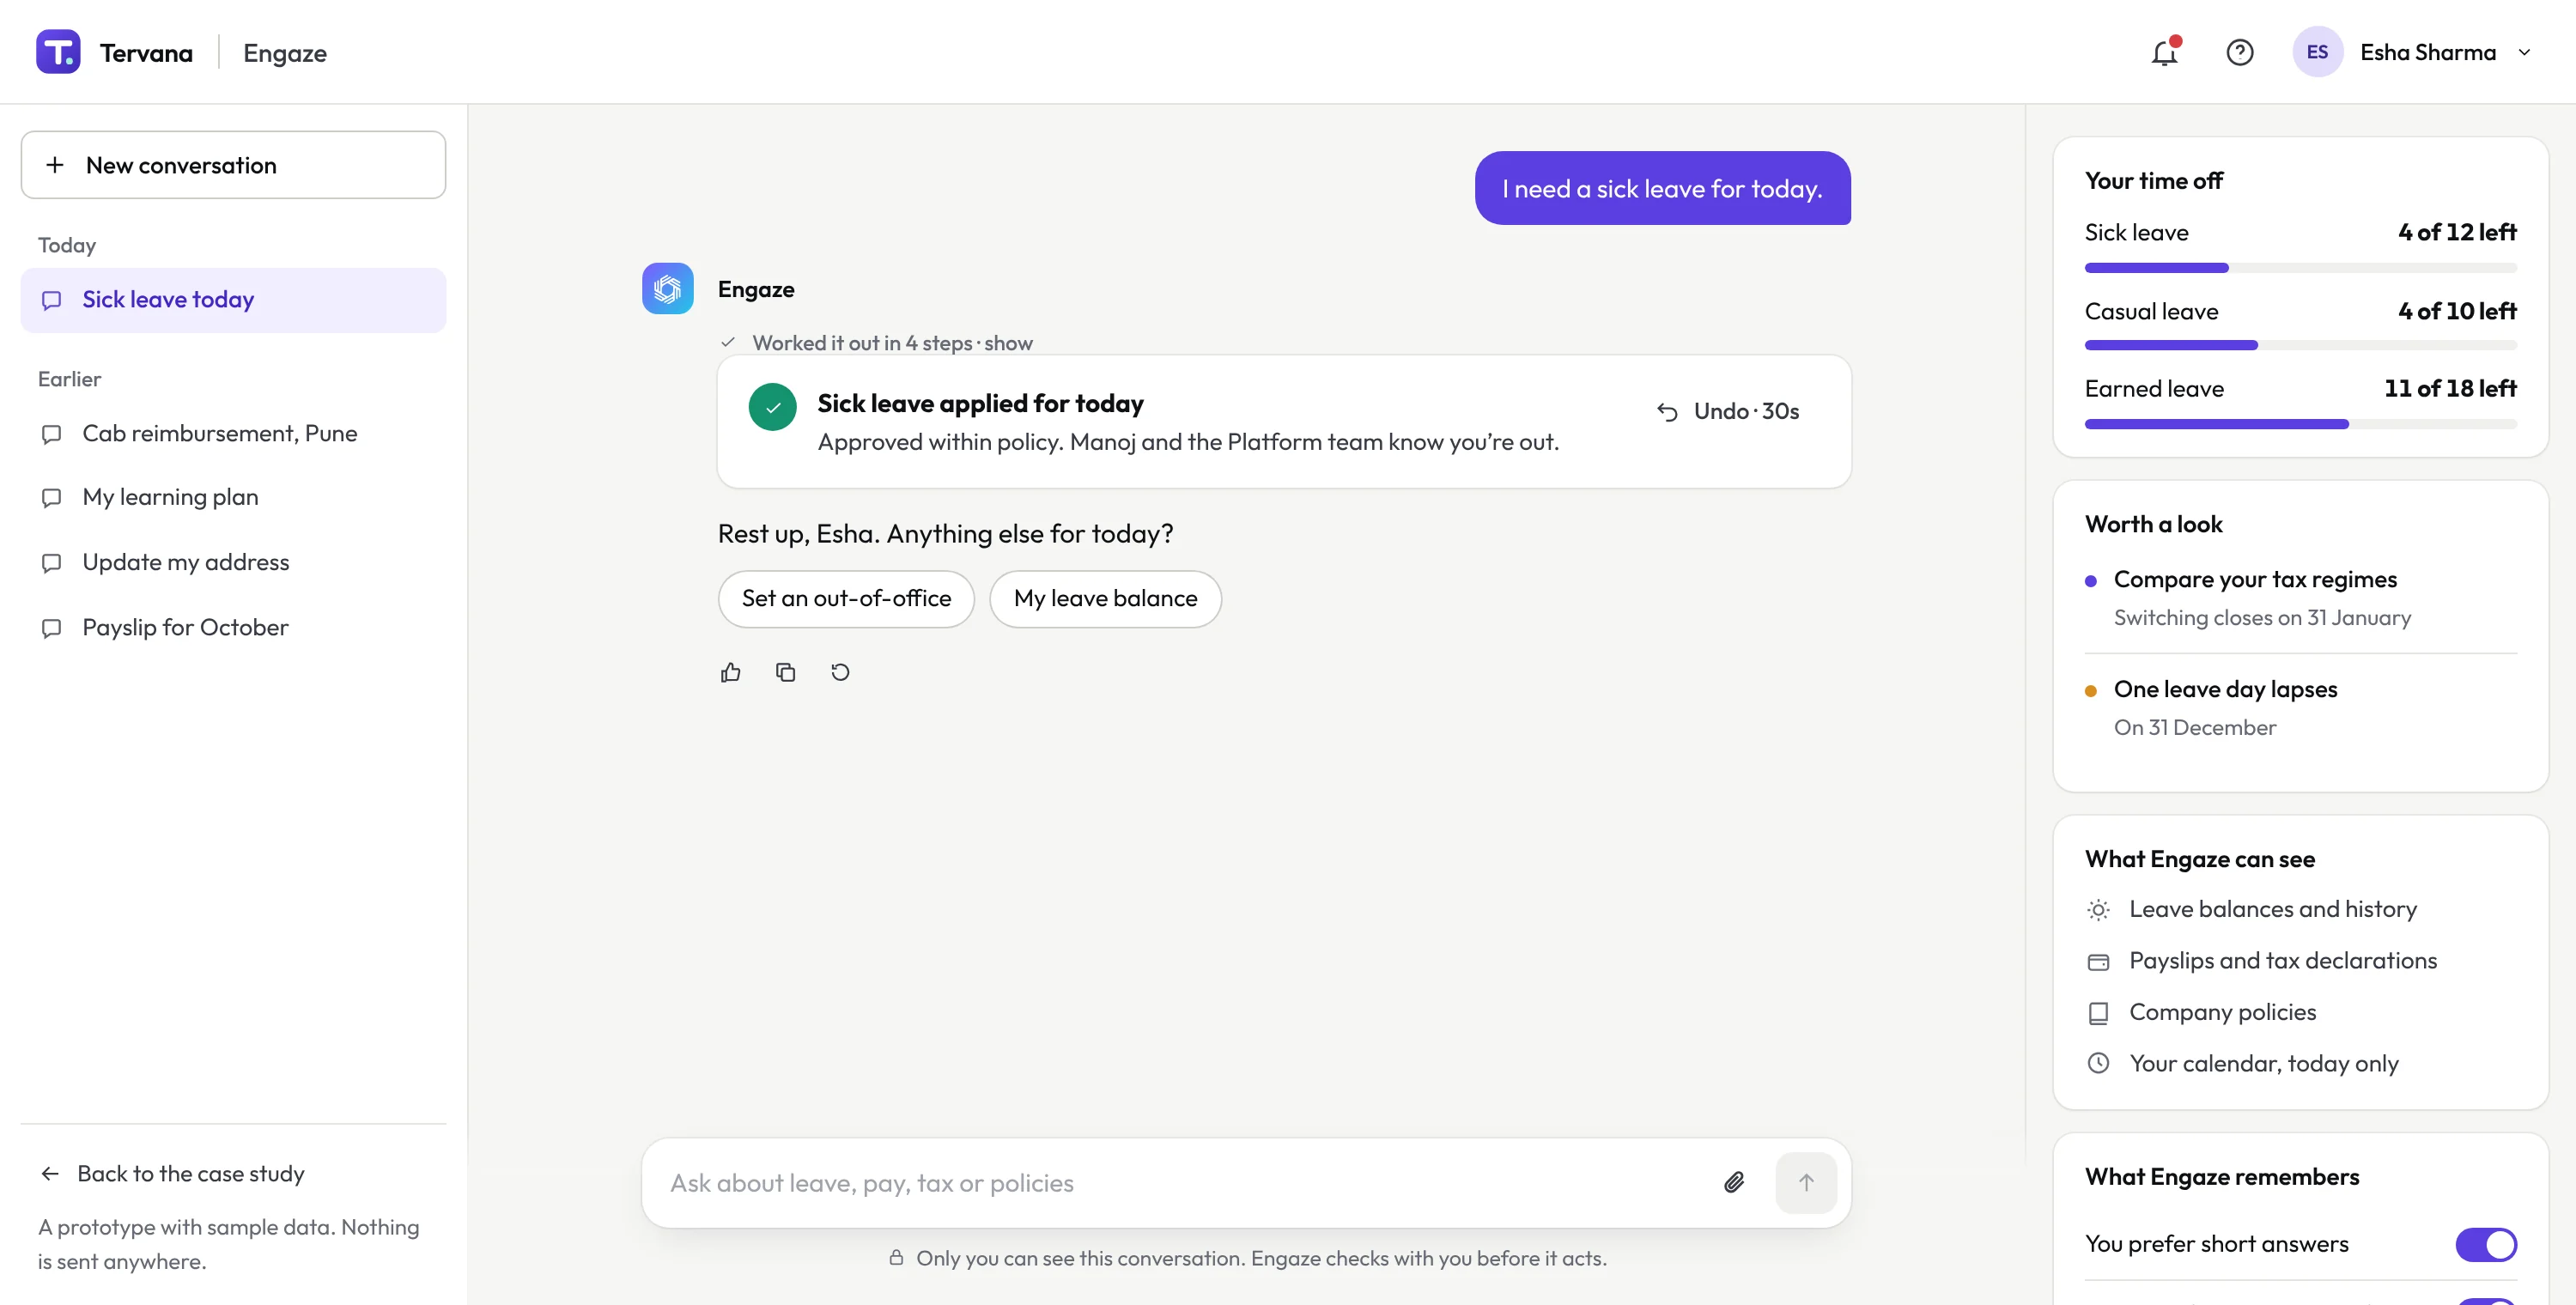 T.
Tervana
Engaze
ES
Esha Sharma
New conversation
Today
Sick leave today
Earlier
Cab reimbursement, Pune
My learning plan
Update my address
Payslip for October
Back to the case study
A prototype with sample data. Nothing
is sent anywhere.
I need a sick leave for today.
Engaze
Worked it out in 4 steps · show
Sick leave applied for today
Approved within policy. Manoj and the Platform team know you’re out.
Undo · 30s
Rest up, Esha. Anything else for today?
Set an out-of-office
My leave balance
Ask about leave, pay, tax or policies
Only you can see this conversation. Engaze checks with you before it acts.
Your time off
Sick leave 4 of 12 left
Casual leave 4 of 10 left
Earned leave 11 of 18 left
Worth a look
Compare your tax regimes
Switching closes on 31 January
One leave day lapses
On 31 December
What Engaze can see
Leave balances and history
Payslips and tax declarations
Company policies
Your calendar, today only
What Engaze remembers
You prefer short answers